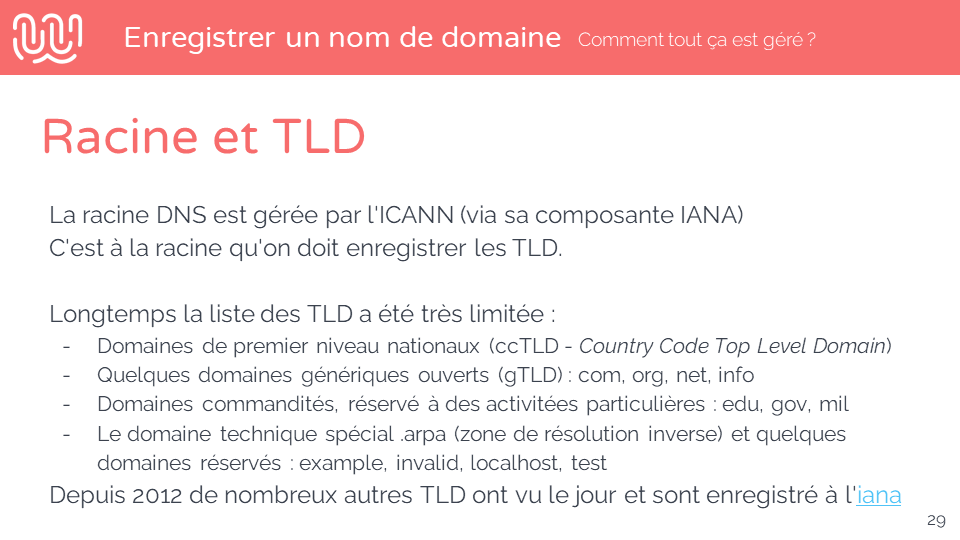 Enregistrer un nom de domaine Comment tout ça est géré ?
Racine et TLD
La racine DNS est gérée par l'ICANN (via sa composante IANA)
C'est à la racine qu'on doit enregistrer les TLD.
Longtemps la liste des TLD a été très limitée :
- Domaines de premier niveau nationaux (ccTLD - Country Code Top Level Domain)
- Quelques domaines génériques ouverts (gTLD) : com, org, net, info
- Domaines commandités, réservé à des activitées particulières : edu, gov, mil
- Le domaine technique spécial .arpa (zone de résolution inverse) et quelques
domaines réservés : example, invalid, localhost, test
Depuis 2012 de nombreux autres TLD ont vu le jour et sont enregistré à l'iana
29